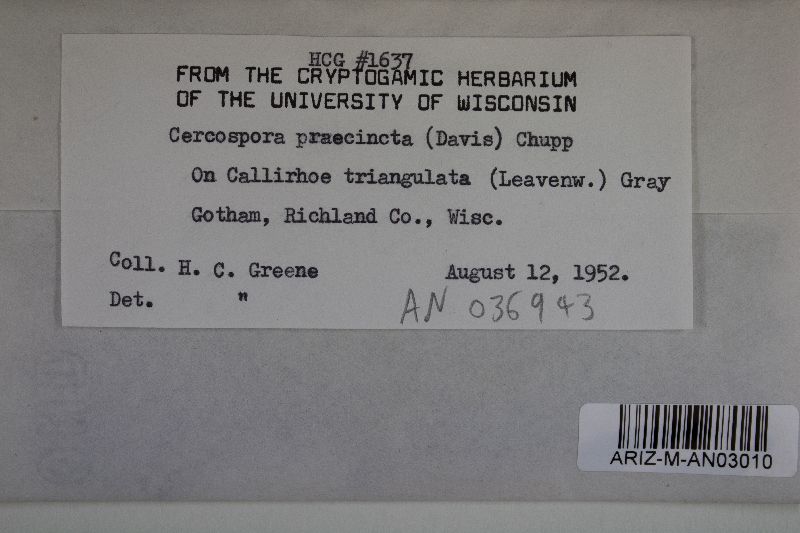 HCG #1637
FROM THE CRYPTOGAMIC HERBARIUM
OF THE UNIVERSITY OF WISCONSIN
Cercospora praecincta (Davis) Chupp
On Callirhoe triangulata (Leavenw.) Gray
Gotham, Richland Co., Wisc.
Coll. H. C. Greene August 12, 1952.
Det. "
AN 036943
ARIZ-M-AN03010